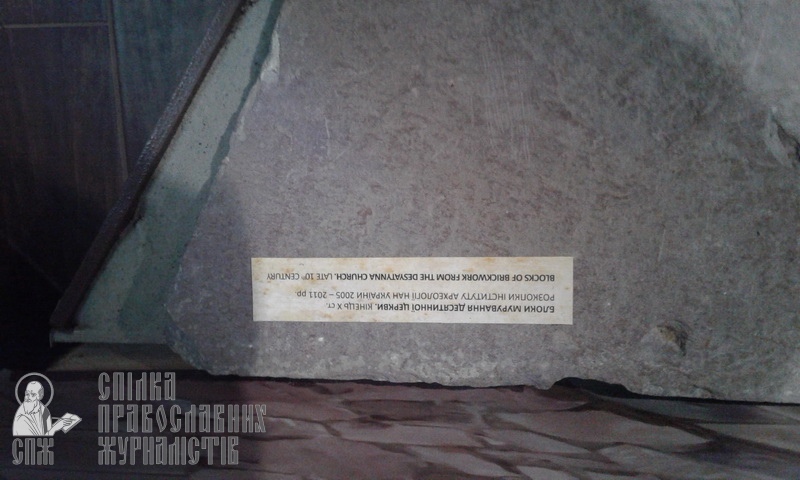 БЛОКИ МУРУВАННЯ ДЕСЯТИННОЇ ЦЕРКВИ. КІНЕЦЬ X ст.
РОЗКОПКИ ІНСТИТУТУ АРХЕОЛОГІЇ НАН УКРАЇНИ 2005 – 2011 рр
BLOCKS OF BRICKWORK FROM THE DESYATYNNA CHURCH. LATE 10th CENTURY
СПІЛКА
ПРАВОСЛАВНИХ
ЖУРНАЛІСТІВ
СПЖ